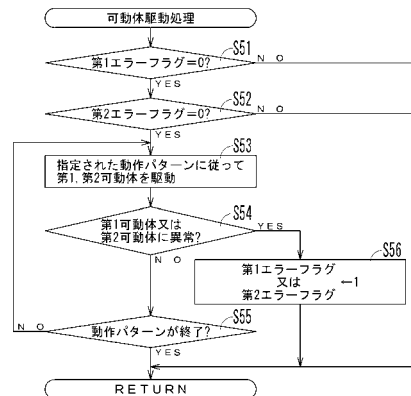 可動体駆動処理
S51
第1エラーフラグ=0?
NO
YES
S52
第2エラーフラグ=0?
NO
YES
S53
指定された動作パターンに従って
第1、第2可動体を駆動
S54
第1可動体又は
第2可動体に異常?
YES
NO
S56
第1エラーフラグ
又は ←1
第2エラーフラグ
S55
動作パターンが終了?
NO
YES
RETURN